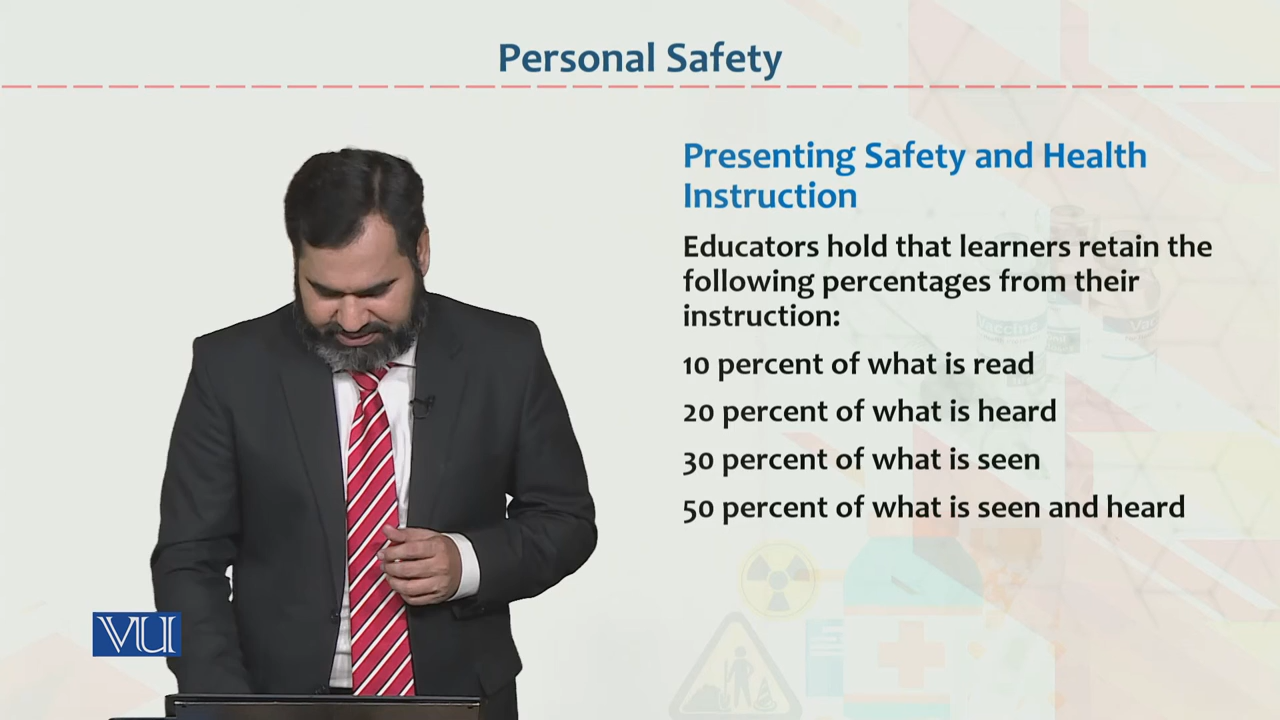 Personal Safety
Presenting Safety and Health
Instruction
Educators hold that learners retain the
following percentages from their
instruction:
10 percent of what is read
20 percent of what is heard
30 percent of what is seen
50 percent of what is seen and heard
VU
Vaccine